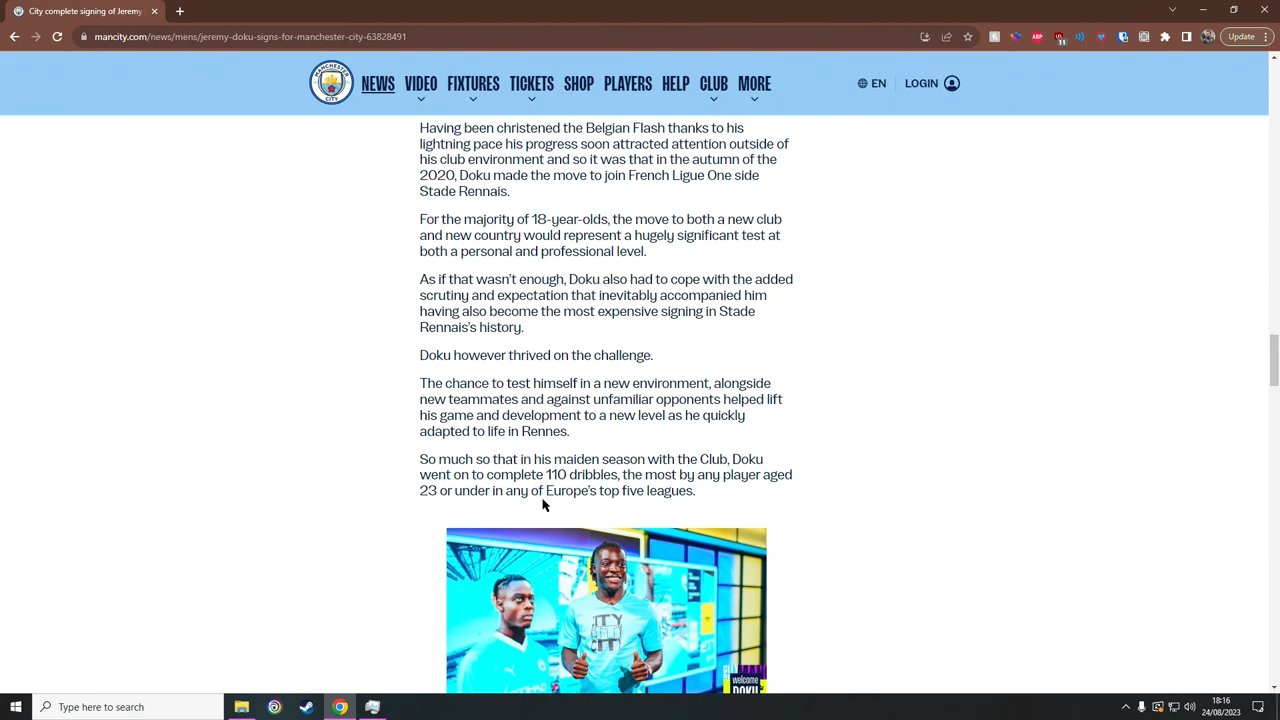 City complete signing of Jeremy
mancity.com/news/mens/jeremy-doku-signs-for-manchester-city-63828491
ABP
11
Update
MANCHESTER
CITY
NEWS VIDEO FIXTURES TICKETS SHOP PLAYERS HELP CLUB MORE
EN
LOGIN
Having been christened the Belgian Flash thanks to his
lightning pace his progress soon attracted attention outside of
his club environment and so it was that in the autumn of the
2020, Doku made the move to join French Ligue One side
Stade Rennais.
For the majority of 18-year-olds, the move to both a new club
and new country would represent a hugely significant test at
both a personal and professional level.
As if that wasn't enough, Doku also had to cope with the added
scrutiny and expectation that inevitably accompanied him
having also become the most expensive signing in Stade
Rennais's history.
Doku however thrived on the challenge.
The chance to test himself in a new environment, alongside
new teammates and against unfamiliar opponents helped lift
his game and development to a new level as he quickly
adapted to life in Rennes.
So much so that in his maiden season with the Club, Doku
went on to complete 110 dribbles, the most by any player aged
23 or under in any of Europe's top five leagues.
CITY
CITY
welcome
DOKU
Type here to search
18:16
24/08/2023